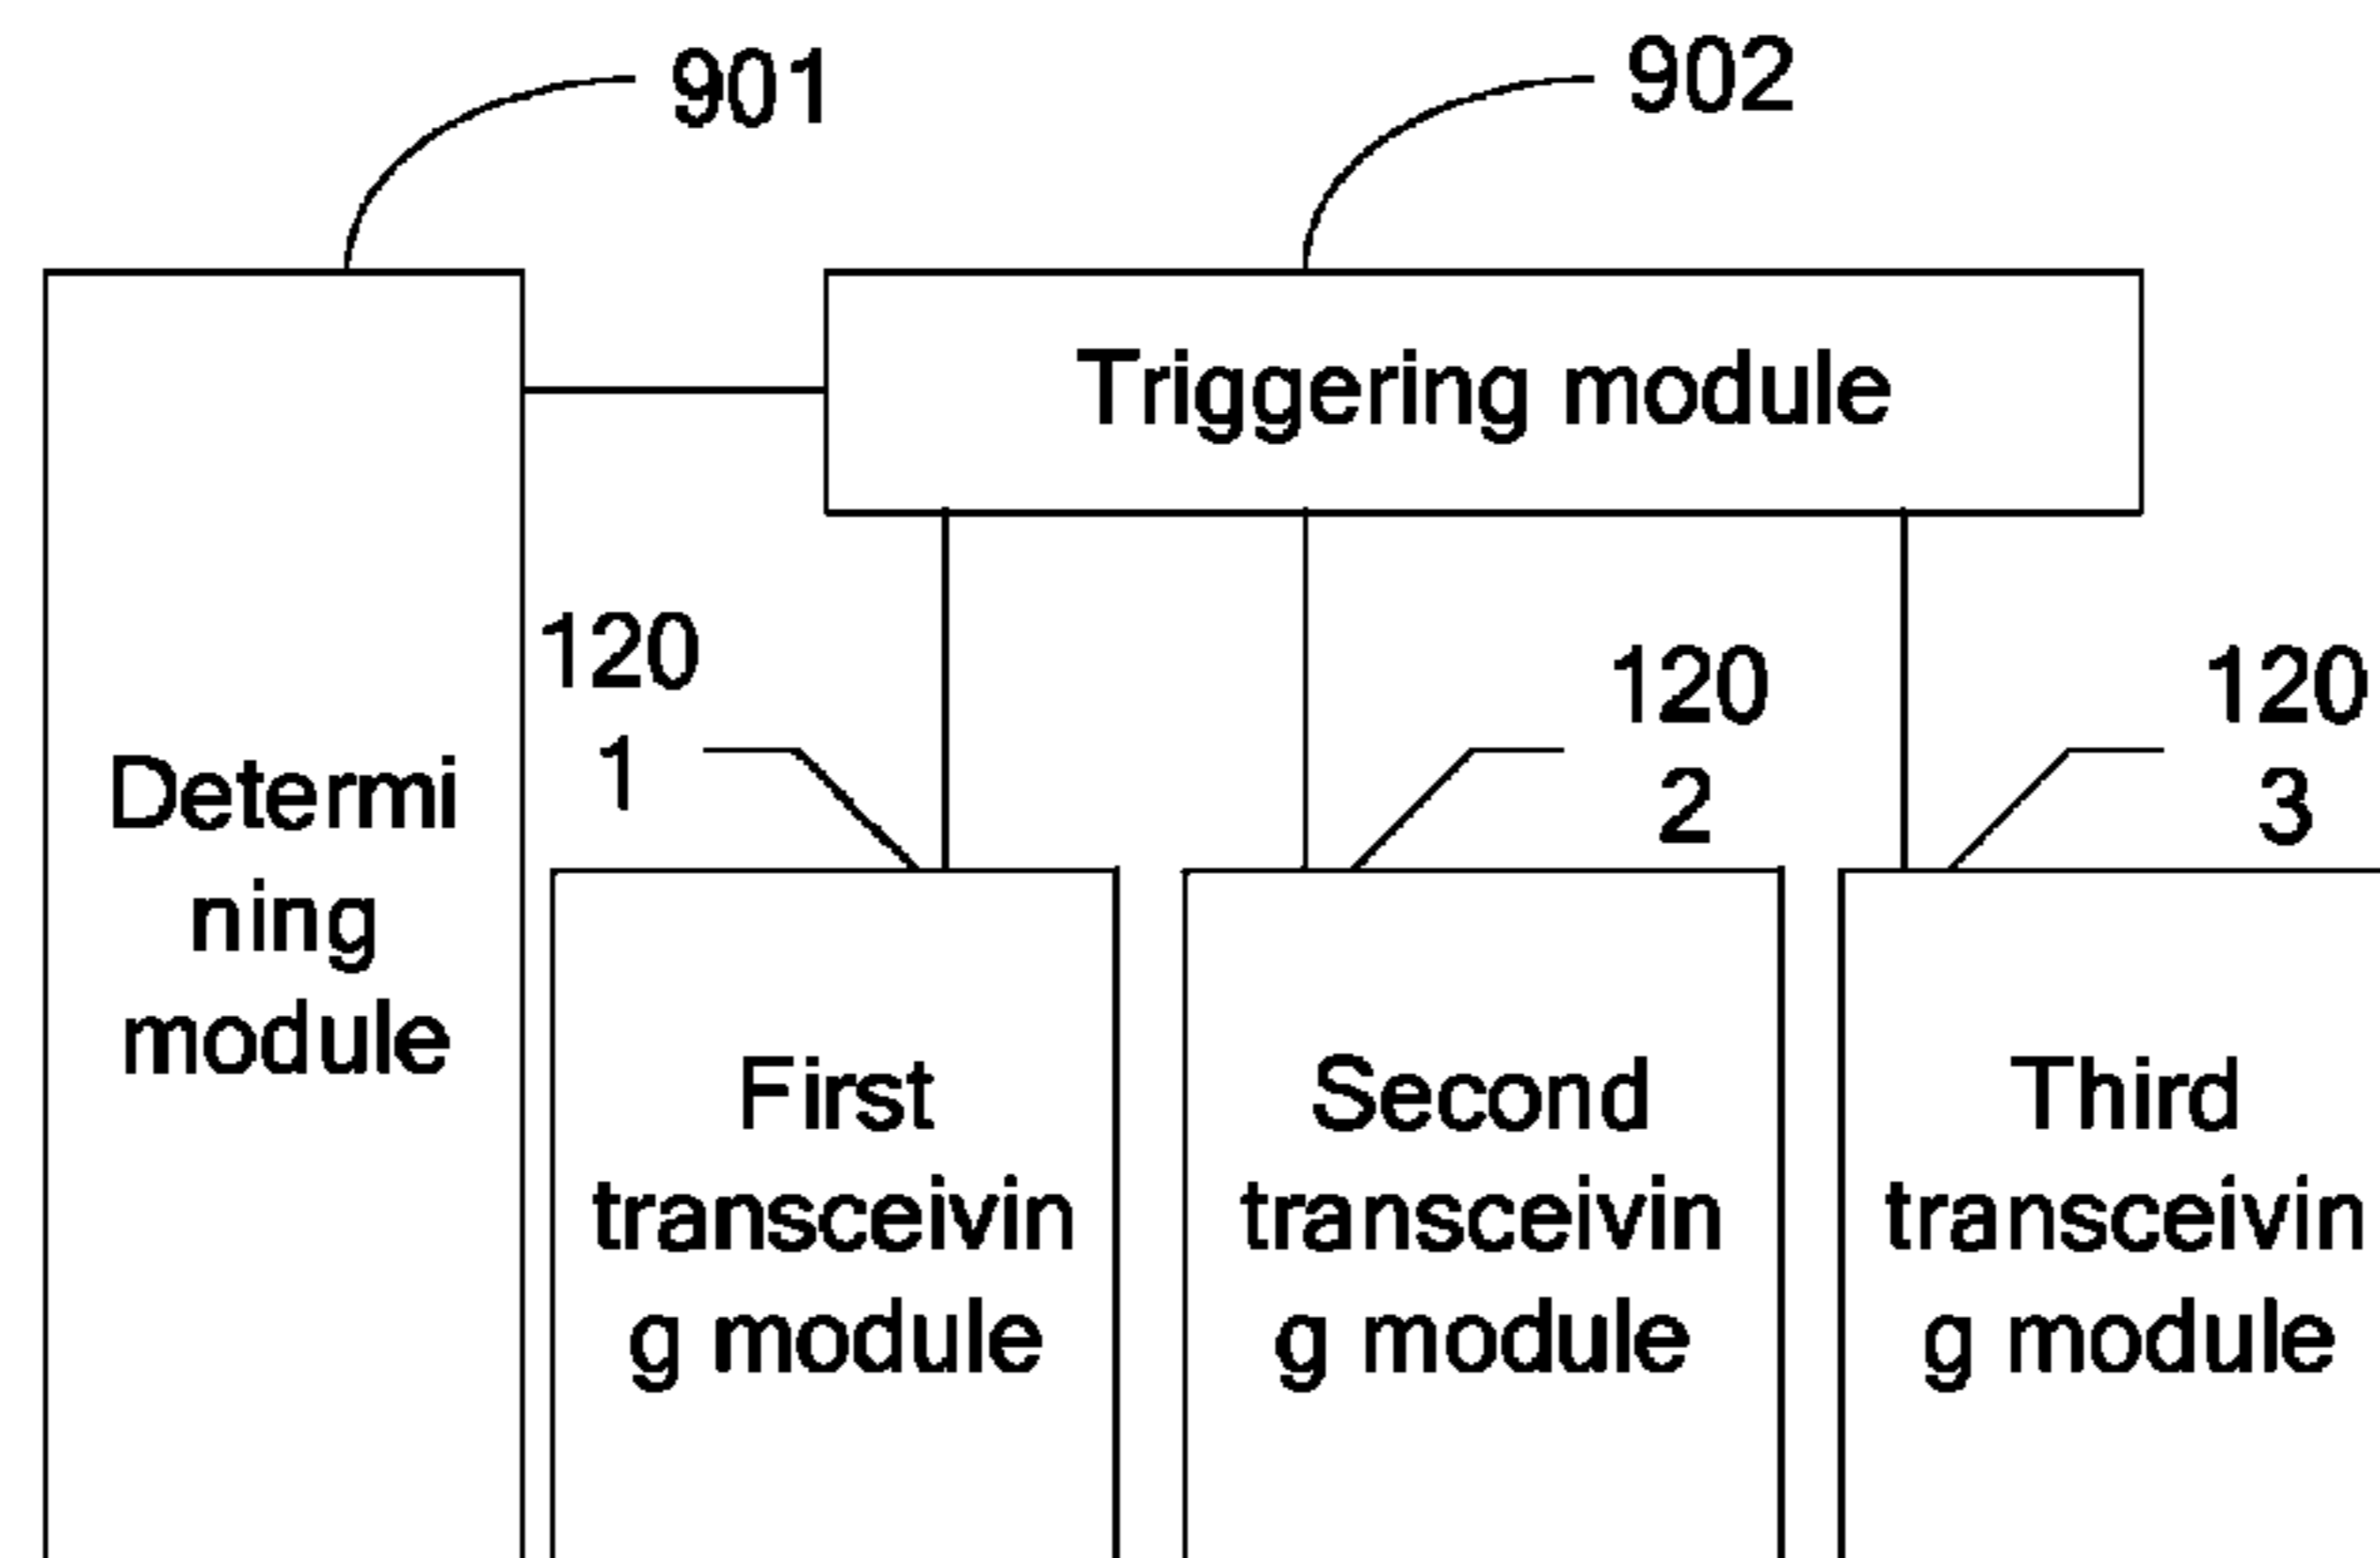 901
902
Triggering module
120
1
120
2
120
3
Determi
ning
module
First
transceivin
g module
Second
transceivin
g module
Third
transceivin
g module